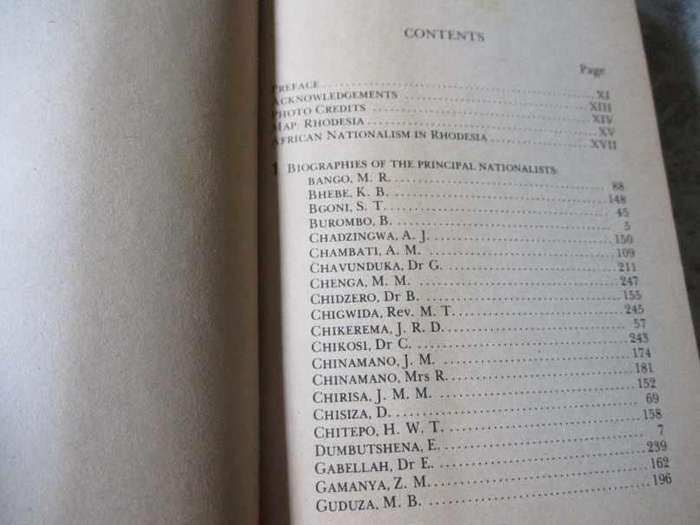 CONTENTS
Page
PREFACE XI
ACKNOWLEDGEMENTS XIII
PHOTO CREDITS XIV
MAP: RHODESIA XV
AFRICAN NATIONALISM IN RHODESIA XVII
1 BIOGRAPHIES OF THE PRINCIPAL NATIONALISTS
BANGO, M. R. 88
BHEBE, K. B. 148
BGONI, S. T. 45
BUROMBO, B. 5
CHADZINGWA, A. J. 150
CHAMBATI, A. M. 109
CHAVUNDUKA, Dr G. 211
CHENGA, M. M. 247
CHIDZERO, Dr B. 155
CHIGWIDA, Rev. M. T. 245
CHIKEREMA, J. R. D. 57
CHIKOSI, Dr C. 243
CHINAMANO, J. M. 174
CHINAMANO, Mrs R. 181
CHIRISA, J. M. M. 152
CHISIZA, D. 69
CHITEPO, H. W. T. 158
DUMBUTSHENA, E. 7
GABELLAH, Dr E. 239
GAMANYA, Z. M. 162
GUDUZA, M. B. 196